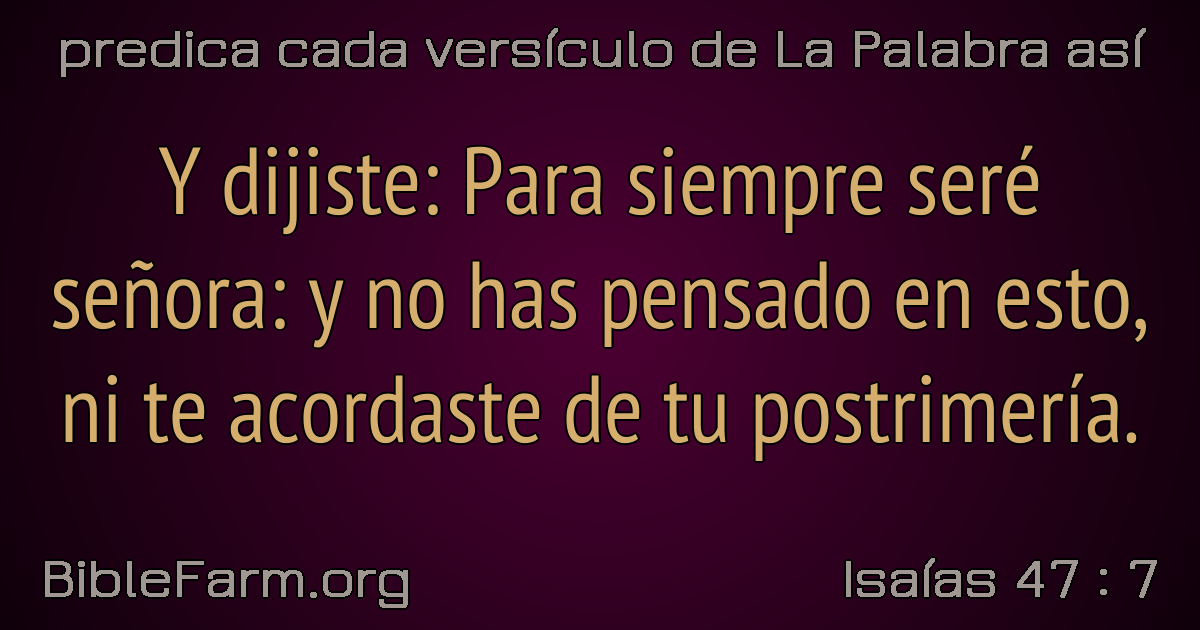 predica cada versículo de La Palabra así
Y dijiste: Para siempre seré
señora: y no has pensado en esto,
ni te acordaste de tu postrimería.
BibleFarm.org
Isaías 47 : 7